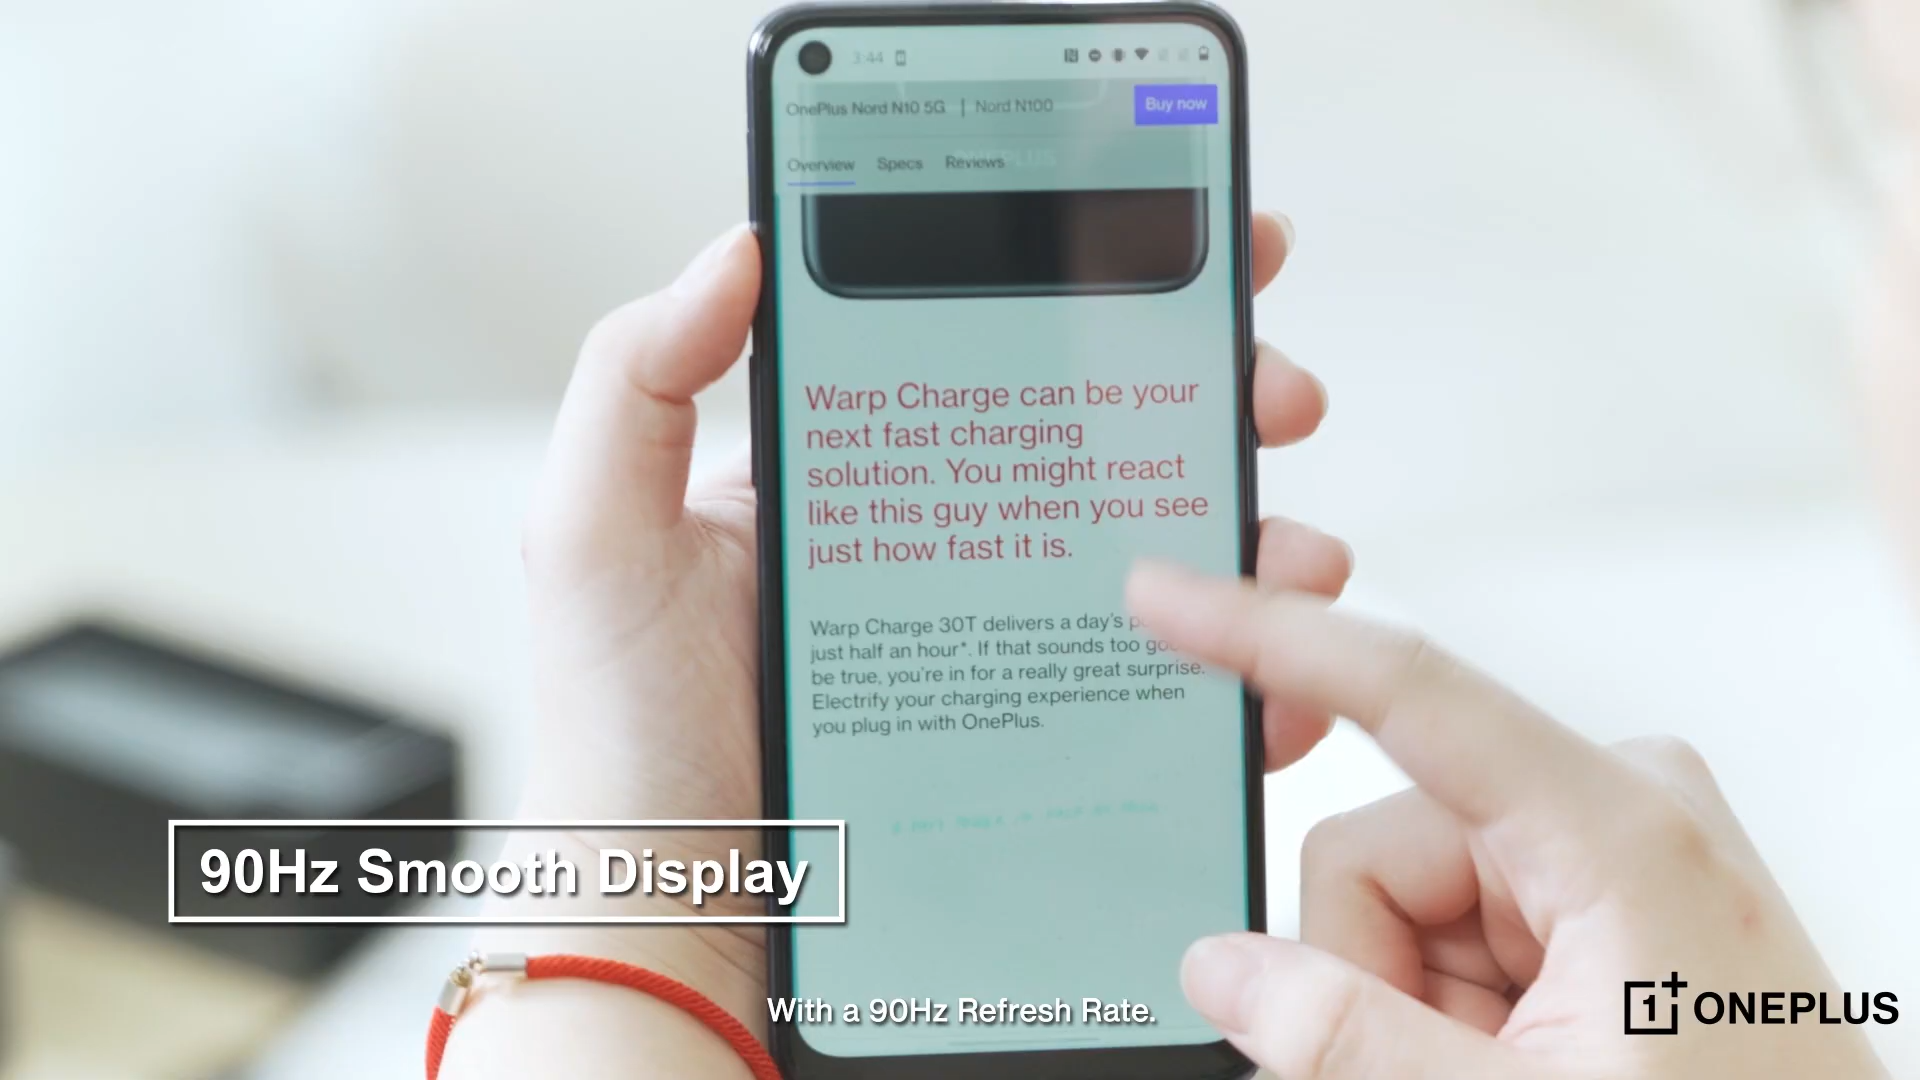 3:44
OnePlus Nord N10 5G | Nord N100
Buy now
Overview Specs Reviews
Warp Charge can be your
next fast charging
solution. You might react
like this guy when you see
just how fast it is.
Warp Charge 30T delivers a day's
just half an hour*. If that sounds too
be true, you're in for a really great surprise.
Electrify your charging experience when
you plug in with OnePlus.
90Hz Smooth Display
With a 90Hz Refresh Rate.
1+ ONEPLUS